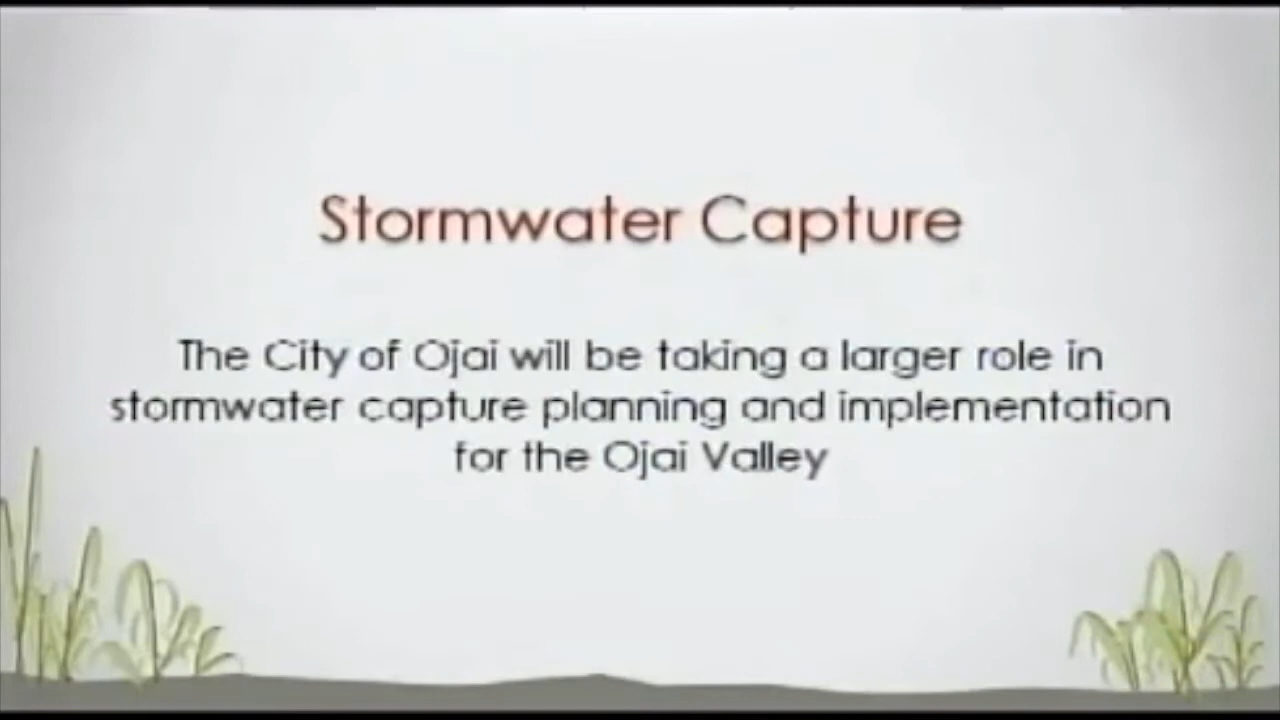 Stormwater Capture
The City of Ojai will be taking a larger role in
stormwater capture planning and implementation
for the Ojai Valley